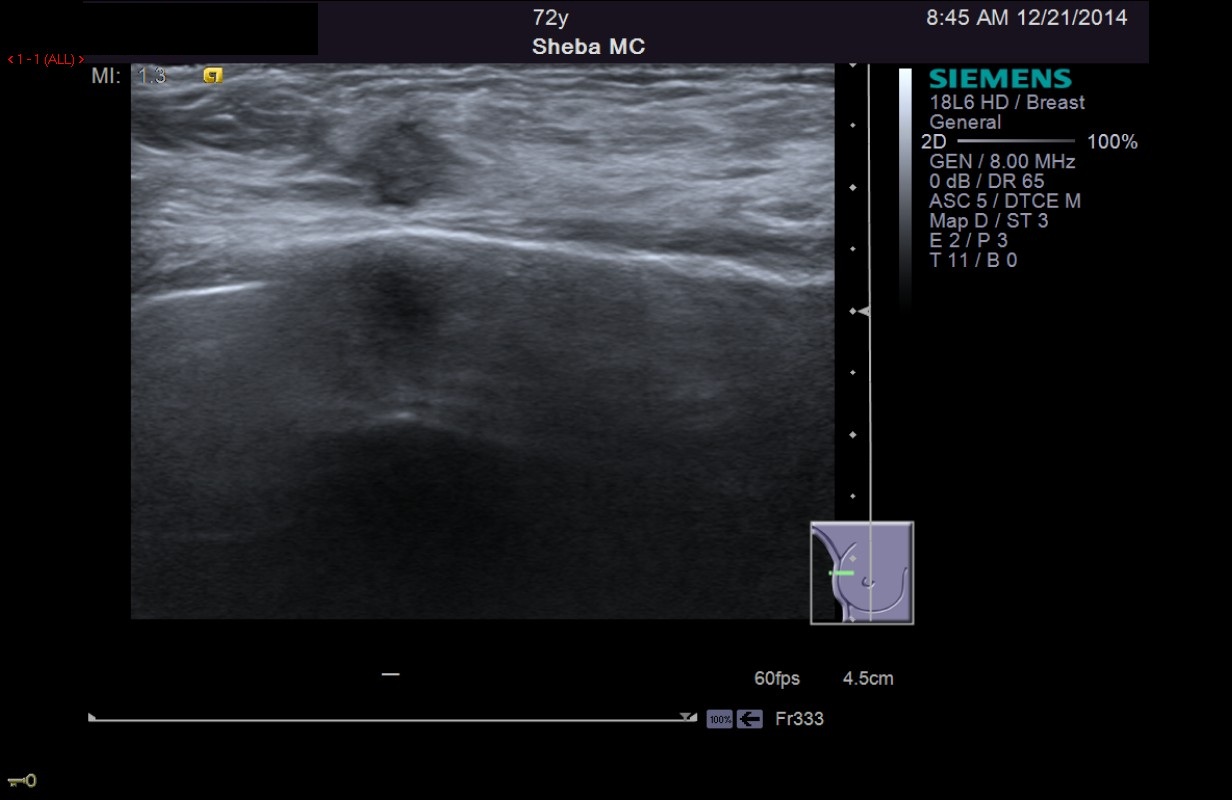 72y
8:45 AM 12/21/2014
Sheba MC
< 1 - 1 (ALL) >
MI: 1.3
SIEMENS
18L6 HD / Breast
General
2D 100%
GEN / 8.00 MHz
0 dB / DR 65
ASC 5 / DTCE M
Map D / ST 3
E 2 / P 3
T 11 / B 0
60fps 4.5cm
100% Fr333